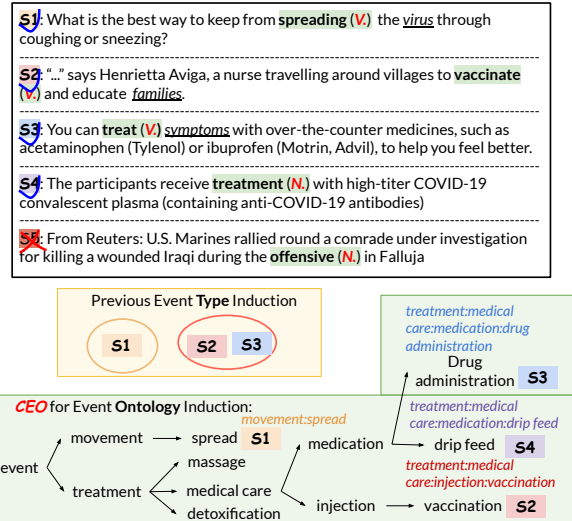 S1: What is the best way to keep from spreading (V.) the virus through
coughing or sneezing?
S2: “...” says Henrietta Aviga, a nurse travelling around villages to vaccinate
(V.) and educate families.
S3: You can treat (V.) symptoms with over-the-counter medicines, such as
acetaminophen (Tylenol) or ibuprofen (Motrin, Advil), to help you feel better.
S4: The participants receive treatment (N.) with high-titer COVID-19
convalescent plasma (containing anti-COVID-19 antibodies)
S5: From Reuters: U.S. Marines rallied round a comrade under investigation
for killing a wounded Iraqi during the offensive (N.) in Falluja
Previous Event Type Induction
S1
S2 S3
treatment:medical
care:medication:drug
administration
Drug
administration S3
CEO for Event Ontology Induction:
movement:spread
treatment:medical
care:medication:drip feed
event
movement
spread S1
medication
drip feed S4
massage
treatment
medical care
treatment:medical
care:injection:vaccination
injection
vaccination S2
detoxification